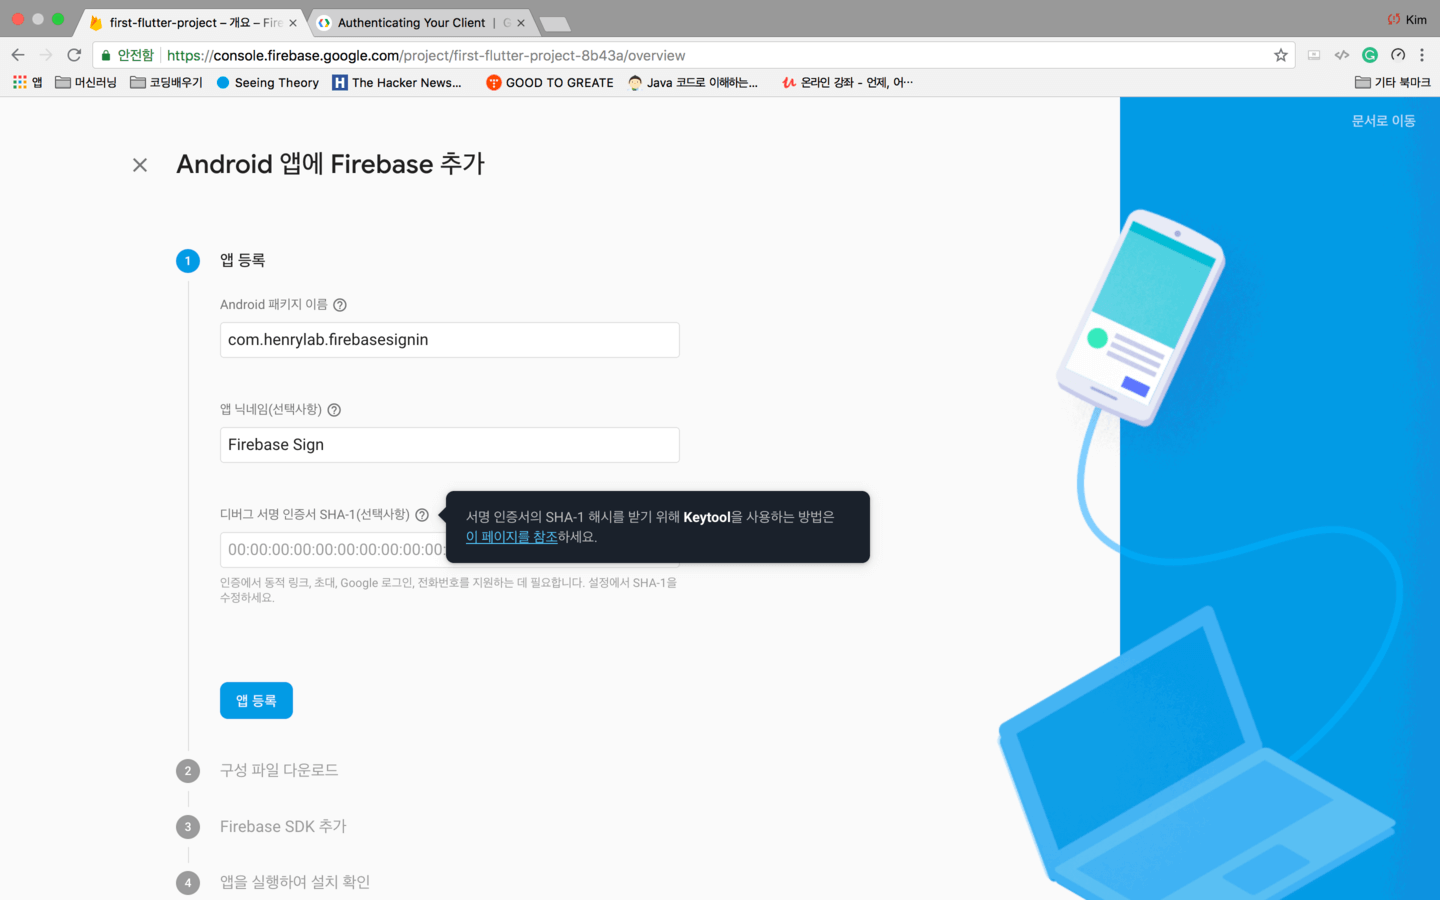 first-flutter-project – 개요 – Fire
Authenticating Your Client | G
Kim
안전함 https://console.firebase.google.com/project/first-flutter-project-8b43a/overview
앱 머신러닝 코딩배우기 Seeing Theory The Hacker News... GOOD TO GREATE Java 코드로 이해하는... 온라인 강좌 - 언제, 어... 기타 북마크
문서로 이동
Android 앱에 Firebase 추가
1 앱 등록
Android 패키지 이름 ?
com.henrylab.firebasesignin
앱 닉네임(선택사항) ?
Firebase Sign
디버그 서명 인증서 SHA-1(선택사항) ?
서명 인증서의 SHA-1 해시를 받기 위해 Keytool을 사용하는 방법은
이 페이지를 참조하세요.
00:00:00:00:00:00:00:00:00:00:
인증에서 동적 링크, 초대, Google 로그인, 전화번호를 지원하는 데 필요합니다. 설정에서 SHA-1을
수정하세요.
앱 등록
2 구성 파일 다운로드
3 Firebase SDK 추가
4 앱을 실행하여 설치 확인